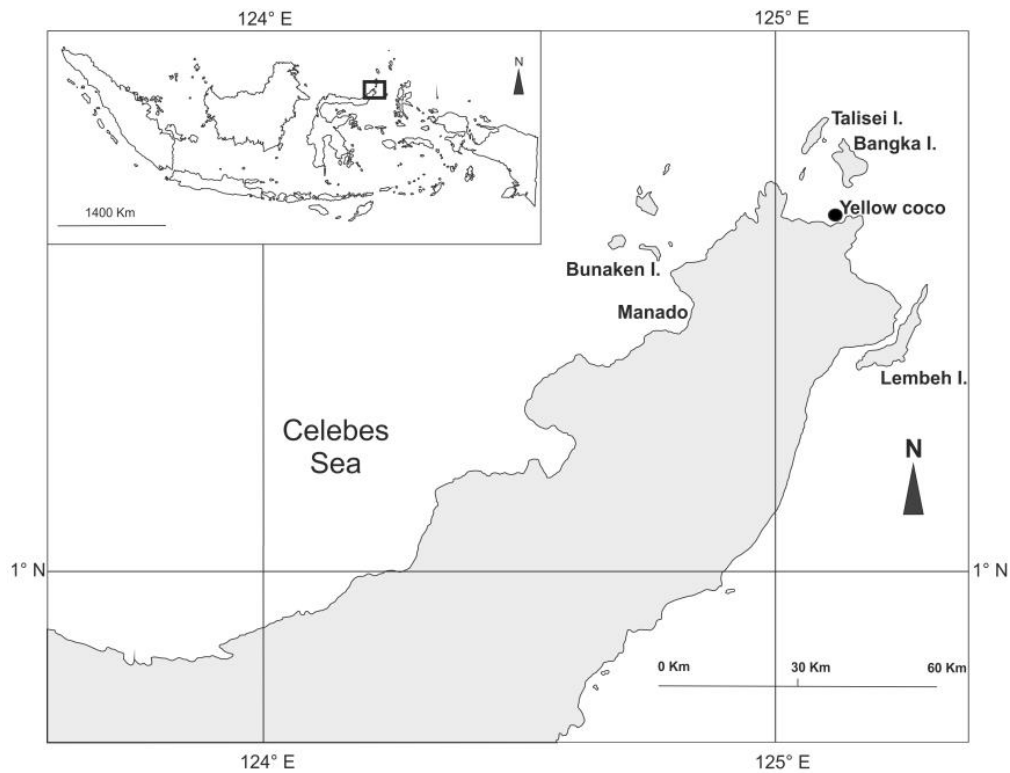 124° E
125° E
N
1400 Km
Talisei I.
Bangka I.
Yellow coco
Bunaken I.
Manado
Lembeh I.
Celebes
Sea
N
1° N
1° N
0 Km
30 Km
60 Km
124° E
125° E